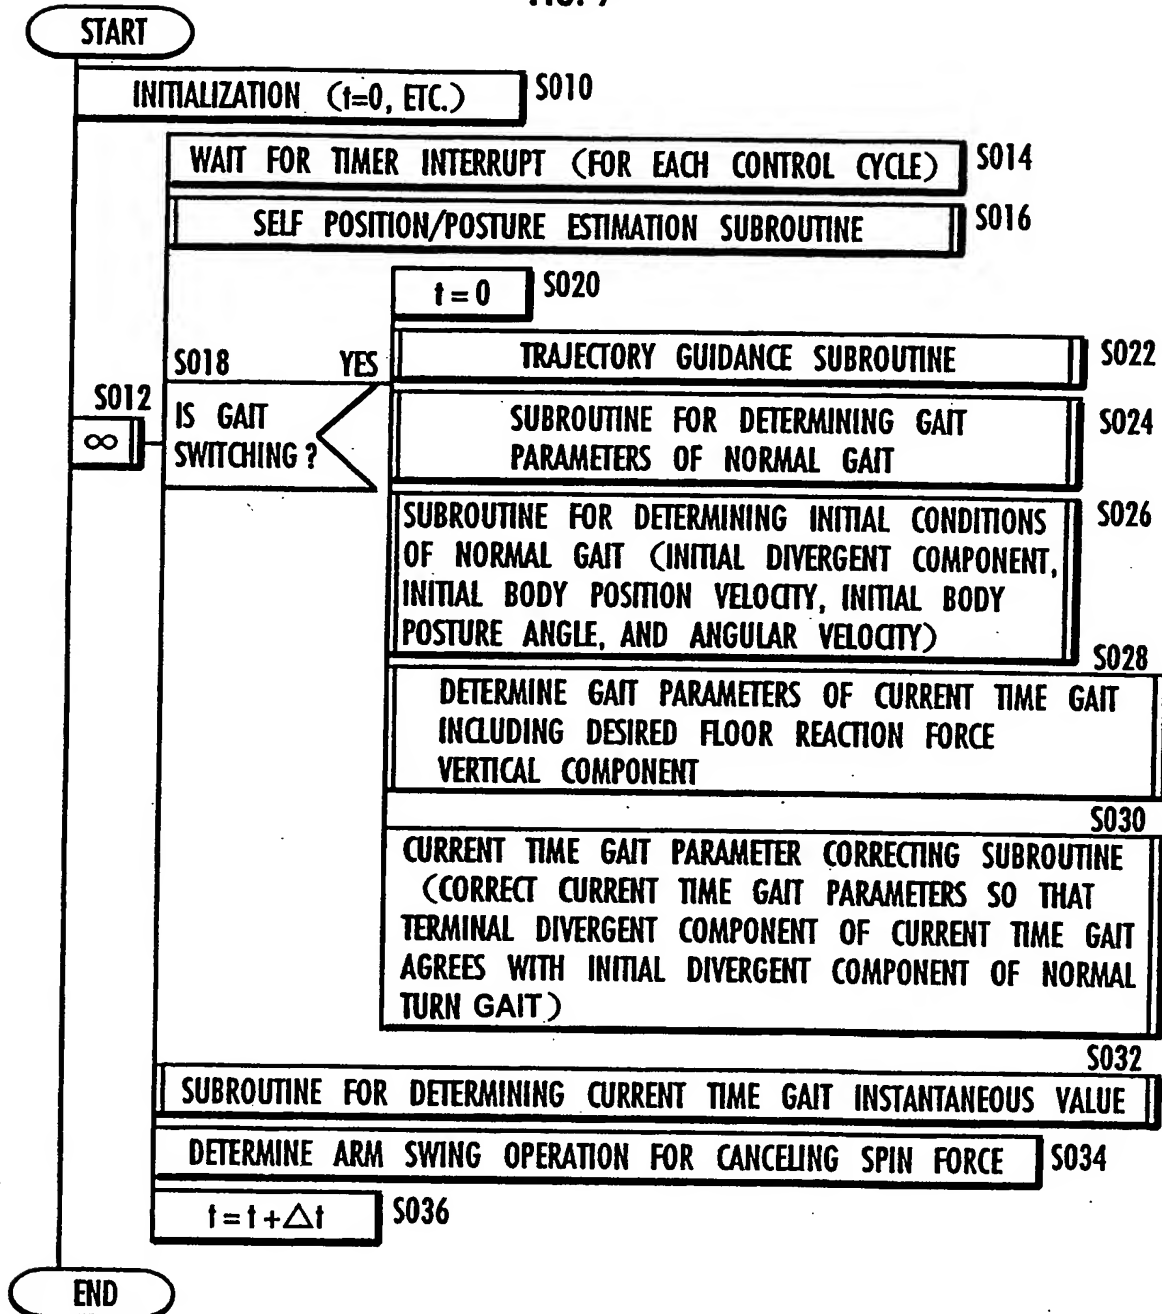 START
INITIALIZATION (t=0, ETC.) S010
WAIT FOR TIMER INTERRUPT (FOR EACH CONTROL CYCLE) S014
SELF POSITION/POSTURE ESTIMATION SUBROUTINE S016
t = 0 S020
S018 YES
TRAJECTORY GUIDANCE SUBROUTINE S022
S012
∞
IS GAIT
SWITCHING ?
SUBROUTINE FOR DETERMINING GAIT S024
PARAMETERS OF NORMAL GAIT
SUBROUTINE FOR DETERMINING INITIAL CONDITIONS S026
OF NORMAL GAIT (INITIAL DIVERGENT COMPONENT,
INITIAL BODY POSITION VELOCITY, INITIAL BODY
POSTURE ANGLE, AND ANGULAR VELOCITY)
S028
DETERMINE GAIT PARAMETERS OF CURRENT TIME GAIT
INCLUDING DESIRED FLOOR REACTION FORCE
VERTICAL COMPONENT
S030
CURRENT TIME GAIT PARAMETER CORRECTING SUBROUTINE
(CORRECT CURRENT TIME GAIT PARAMETERS SO THAT
TERMINAL DIVERGENT COMPONENT OF CURRENT TIME GAIT
AGREES WITH INITIAL DIVERGENT COMPONENT OF NORMAL
TURN GAIT)
S032
SUBROUTINE FOR DETERMINING CURRENT TIME GAIT INSTANTANEOUS VALUE
DETERMINE ARM SWING OPERATION FOR CANCELING SPIN FORCE S034
t=t+△t S036
END